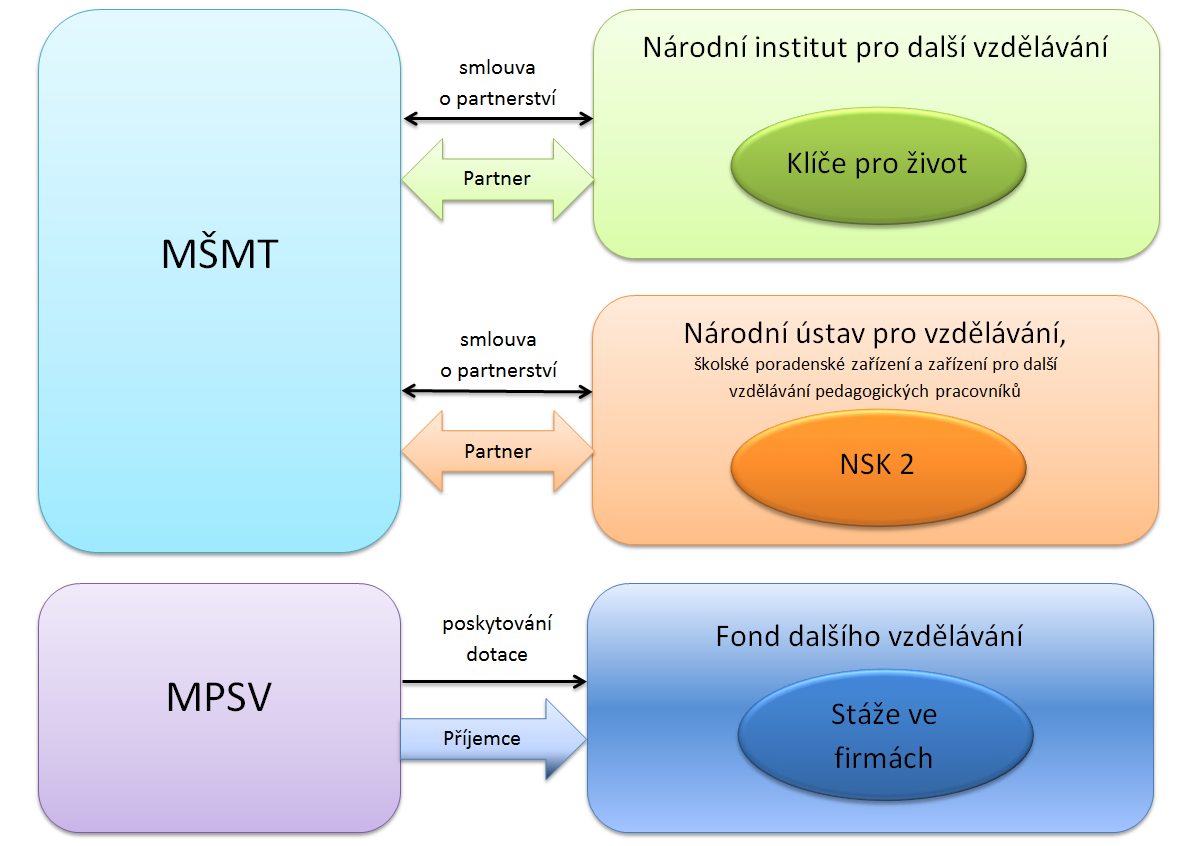 MŠMT
smlouva
o partnerství
Partner
Národní institut pro další vzdělávání
Klíče pro život
smlouva
o partnerství
Partner
Národní ústav pro vzdělávání,
školské poradenské zařízení a zařízení pro další
vzdělávání pedagogických pracovníků
NSK 2
MPSV
poskytování
dotace
Příjemce
Fond dalšího vzdělávání
Stáže ve
firmách